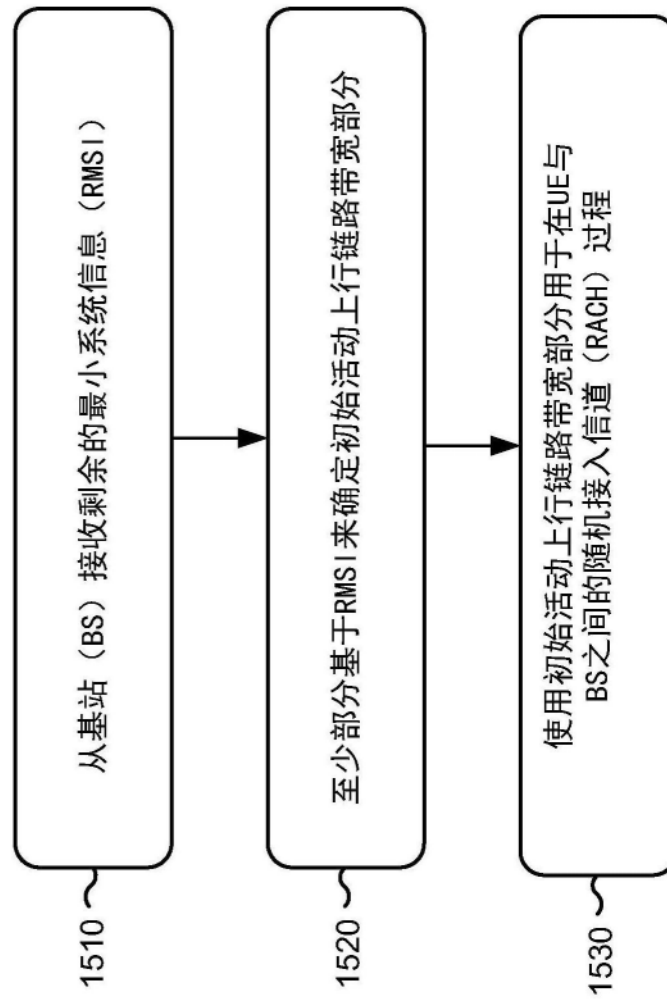 1510
从基站（BS）接收剩余的最小系统信息（RMSI）
1520
至少部分基于RMSI来确定初始活动上行链路带宽部分
1530
使用初始活动上行链路带宽部分用于在UE与
BS之间的随机接入信道（RACH）过程